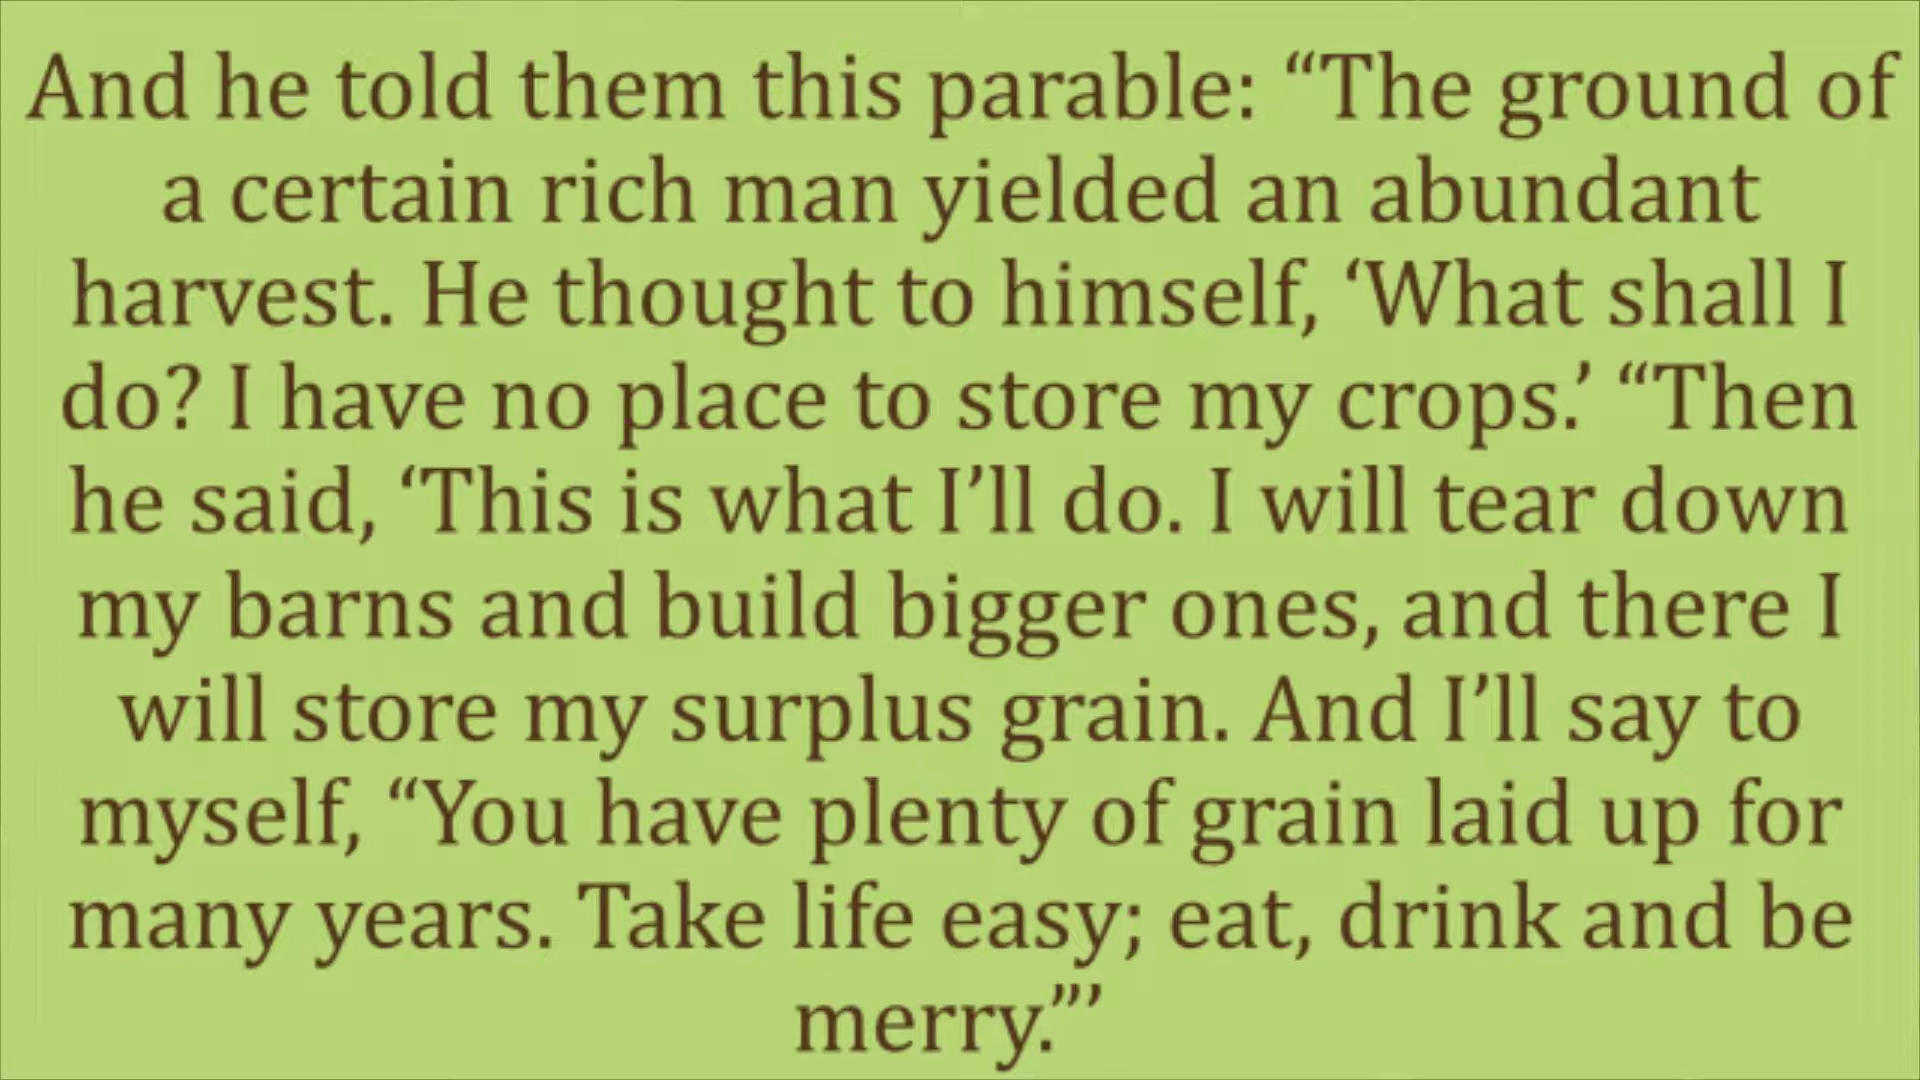 And he told them this parable: “The ground of
a certain rich man yielded an abundant
harvest. He thought to himself, ‘What shall I
do? I have no place to store my crops.’ “Then
he said, ‘This is what I’ll do. I will tear down
my barns and build bigger ones, and there I
will store my surplus grain. And I’ll say to
myself, “You have plenty of grain laid up for
many years. Take life easy; eat, drink and be
merry.”’